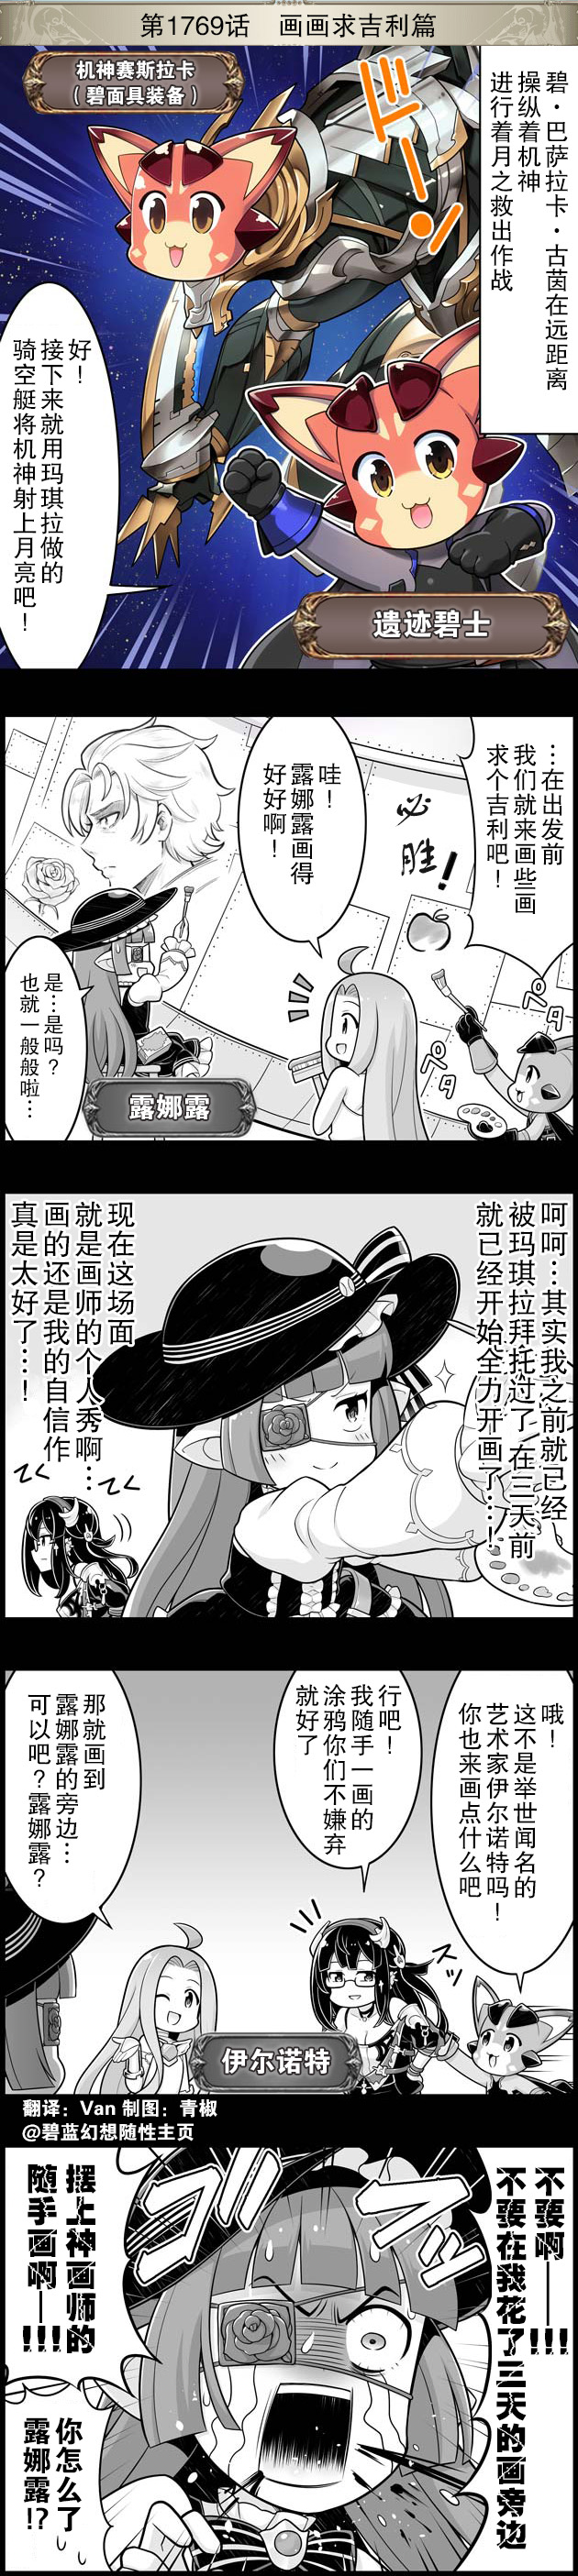 第1769话　画画求吉利篇
碧·巴萨拉卡·古茵在远距离
操纵着机神
进行着月之救出作战
机神赛斯拉卡
（碧面具装备）
ドドーン
好！
接下来就用玛琪拉做的
骑空艇将机神射上月亮吧！
遗迹碧士
…在出发前
我们就来画些画
求个吉利吧！
必
胜！
哇！
露娜露画得
好好啊！
ペタ
ペタ
是…是吗？
也就一般般啦…
露娜露
呵呵…其实我之前就已经
被玛琪拉拜托过了在三天前
就已经开始全力开画了…！
现在这场面
就是画师的个人秀啊…
画的还是我的自信作
真是太好了…！
てく
てく
哦！
这不是举世闻名的
艺术家伊尔诺特吗！
你也来画点什么吧
行吧！
我随手一画的
涂鸦你们不嫌弃
就好了
那就画到
露娜露的旁边…
可以吧？露娜露？
スッ
伊尔诺特
翻译：Van 制图：青椒
@碧蓝幻想随性主页
不要啊——!!!
不要在我花了三天的画旁边
摆上神画师的
随手画啊——!!!
你怎么了
露娜露!?